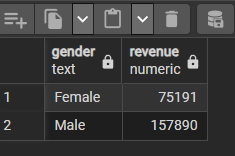 gender revenue
text numeric
1 Female 75191
2 Male 157890